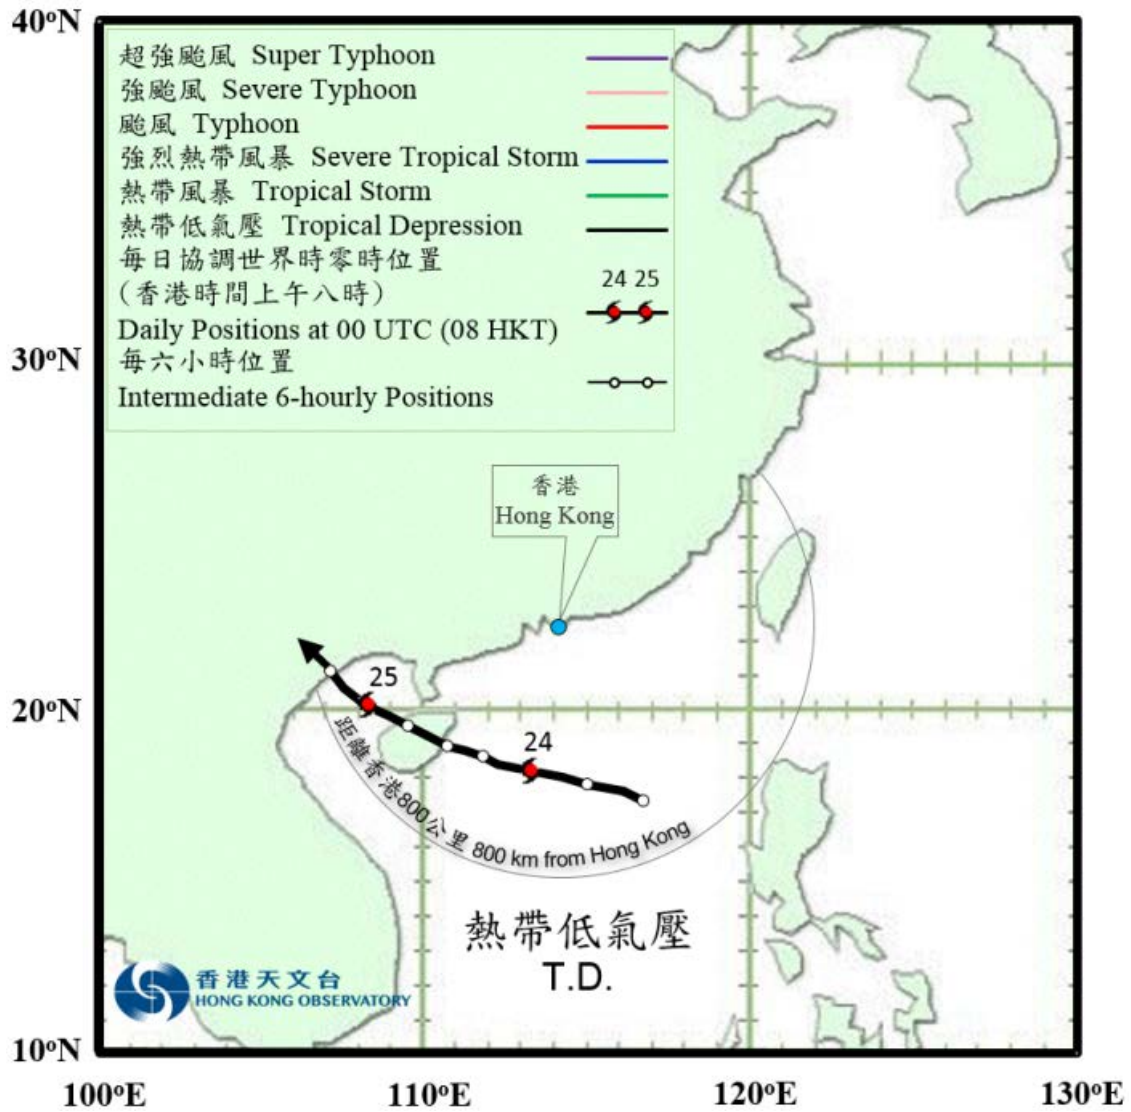 40ºN
超強颱風 Super Typhoon
強颱風 Severe Typhoon
颱風 Typhoon
強烈熱帶風暴 Severe Tropical Storm
熱帶風暴 Tropical Storm
熱帶低氣壓 Tropical Depression
每日協調世界時零時位置
(香港時間上午八時)
24 25
Daily Positions at 00 UTC (08 HKT)
每六小時位置
Intermediate 6-hourly Positions
30ºN
香港
Hong Kong
25
20ºN
24
距離香港800公里 800 km from Hong Kong
熱帶低氣壓
T.D.
香港天文台
HONG KONG OBSERVATORY
10ºN
100ºE 110ºE 120ºE 130ºE